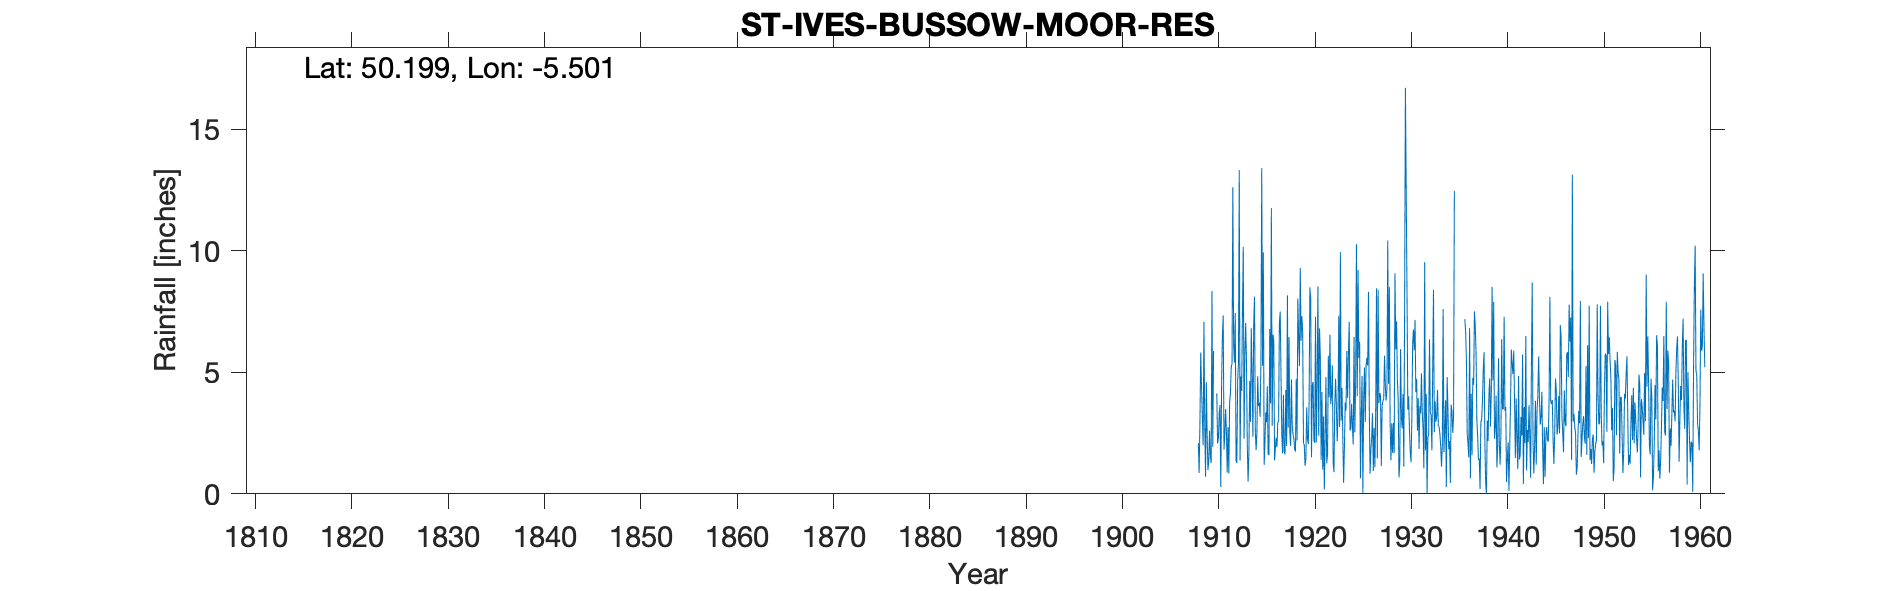 ST-IVES-BUSSOW-MOOR-RES
Lat: 50.199, Lon: -5.501
Rainfall [inches]
15
10
5
0
1810 1820 1830 1840 1850 1860 1870 1880 1890 1900 1910 1920 1930 1940 1950 1960
Year